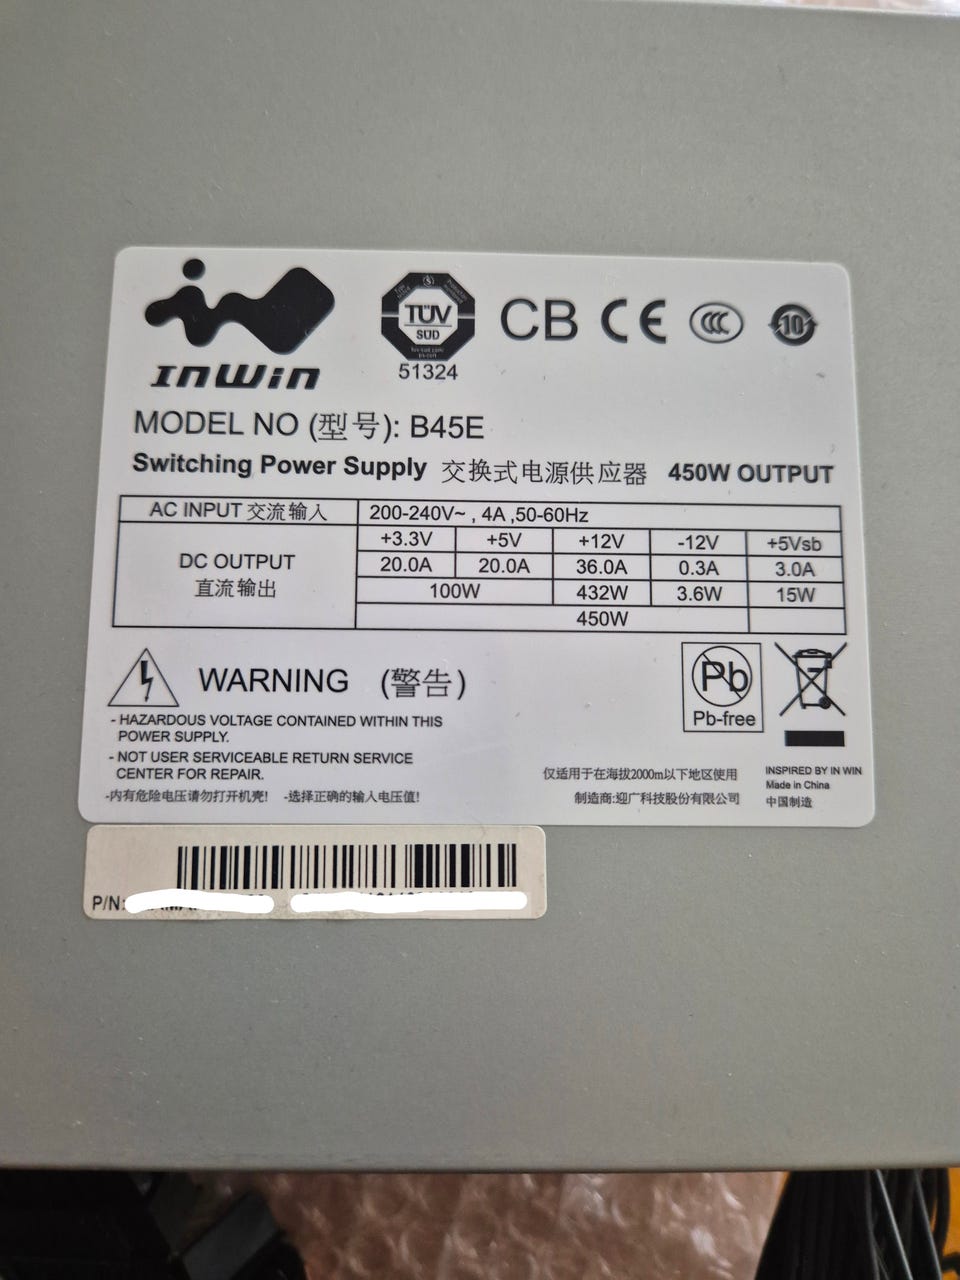 InWin
TÜV
SÜD
51324
CB CE
CCC
10
MODEL NO (型号): B45E
Switching Power Supply 交换式电源供应器 450W OUTPUT
AC INPUT 交流输入 200-240V~ , 4A ,50-60Hz
DC OUTPUT
直流输出
+3.3V +5V +12V -12V +5Vsb
20.0A 20.0A 36.0A 0.3A 3.0A
100W 432W 3.6W 15W
450W
WARNING (警告)
- HAZARDOUS VOLTAGE CONTAINED WITHIN THIS
POWER SUPPLY.
- NOT USER SERVICEABLE RETURN SERVICE
CENTER FOR REPAIR.
-内有危险电压请勿打开机壳! -选择正确的输入电压值!
Pb
Pb-free
仅适用于在海拔2000m以下地区使用
制造商:迎广科技股份有限公司
INSPIRED BY IN WIN
Made in China
中国制造
P/N: